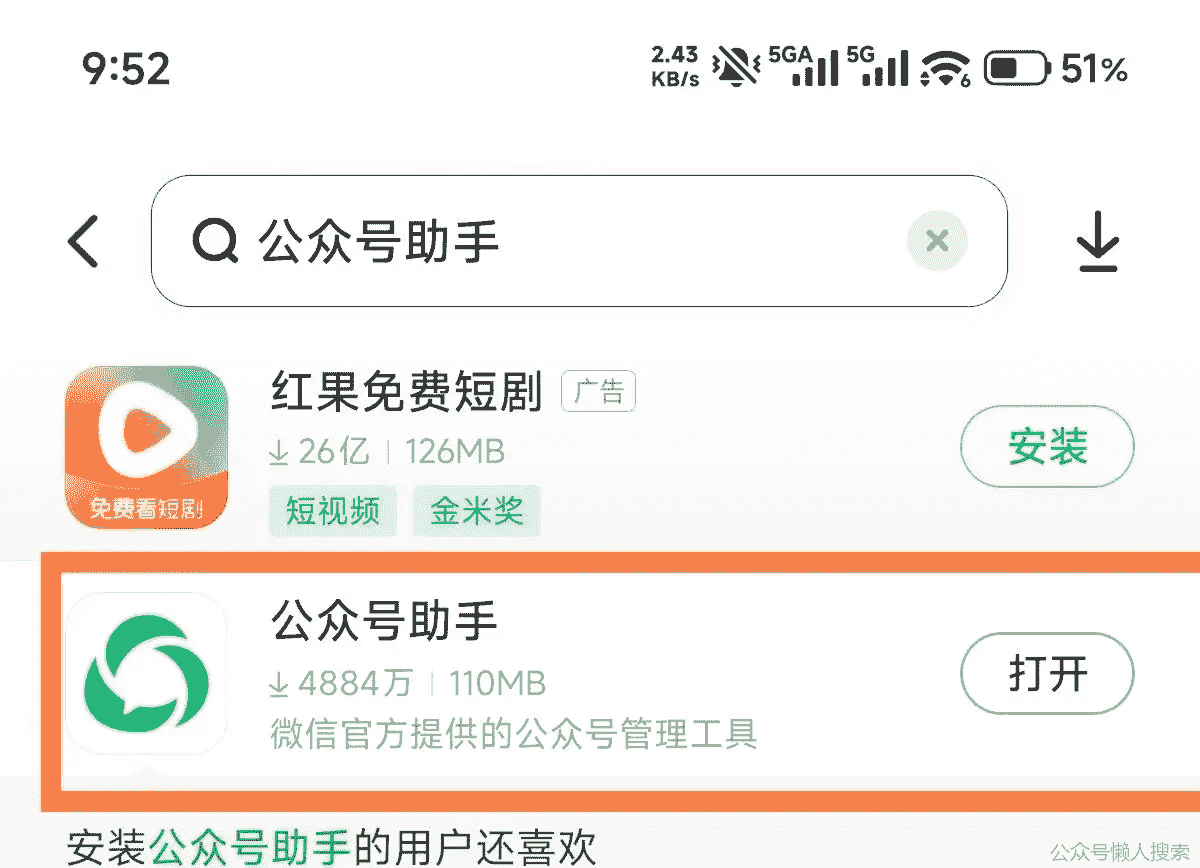 9:52 2.43 KB/s 5GA 5G 6 51%
公众号助手
红果免费短剧 广告
26亿 | 126MB
安装
短视频 金米奖
免费看短剧
公众号助手
4884万 | 110MB
打开
微信官方提供的公众号管理工具
安装公众号助手的用户还喜欢
公众号懒人搜索